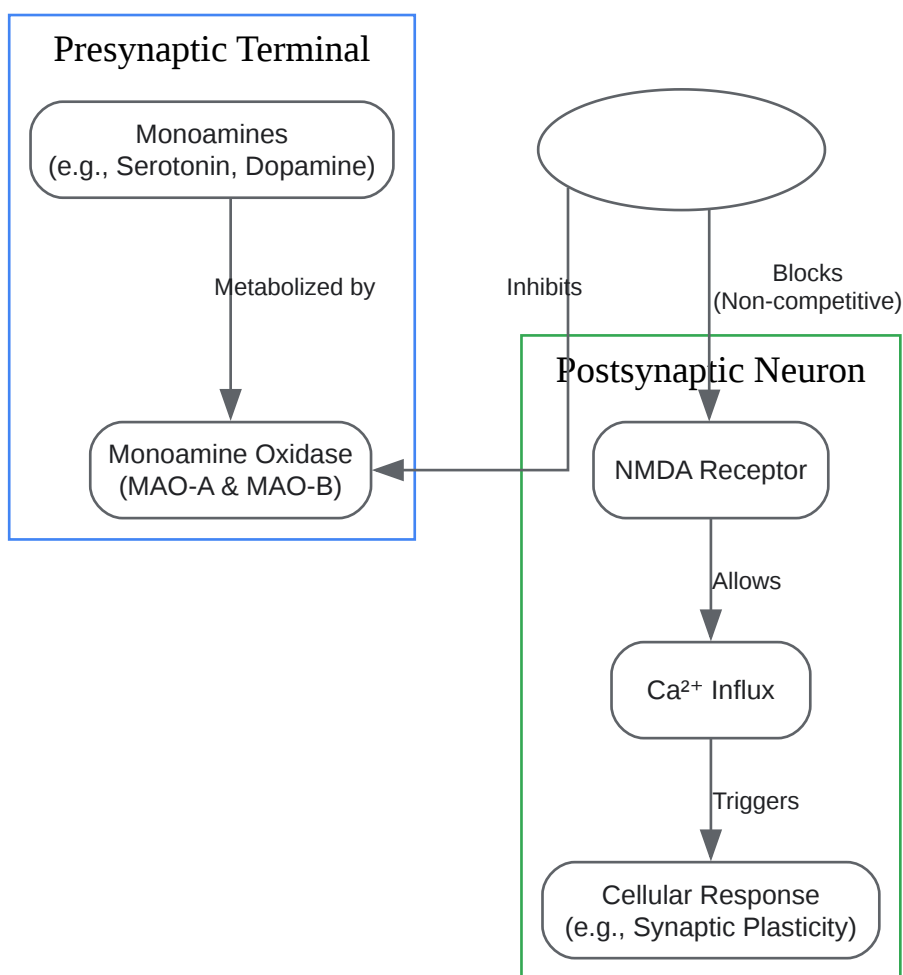 Presynaptic Terminal
Monoamines
(e.g., Serotonin, Dopamine)
Metabolized by
Inhibits
Blocks
(Non-competitive)
Monoamine Oxidase
(MAO-A & MAO-B)
Postsynaptic Neuron
NMDA Receptor
Allows
Ca²⁺ Influx
Triggers
Cellular Response
(e.g., Synaptic Plasticity)